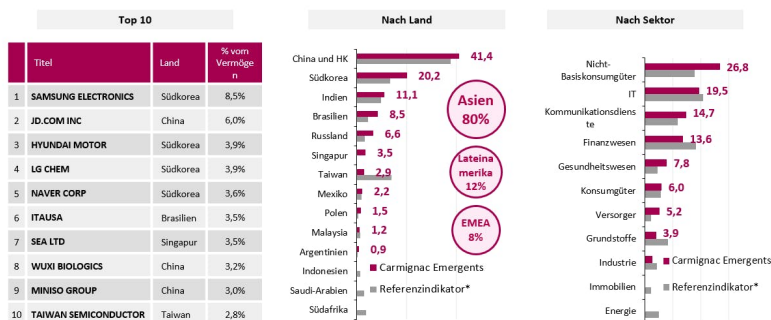 Top 10
Titel Land % vom Vermöge n
1 SAMSUNG ELECTRONICS Südkorea 8,5%
2 JD.COM INC China 6,0%
3 HYUNDAI MOTOR Südkorea 3,9%
4 LG CHEM Südkorea 3,9%
5 NAVER CORP Südkorea 3,6%
6 ITAUSA Brasilien 3,5%
7 SEA LTD Singapur 3,5%
8 WUXI BIOLOGICS China 3,2%
9 MINISO GROUP China 3,0%
10 TAIWAN SEMICONDUCTOR Taiwan 2,8%
Nach Land
China und HK 41,4
Südkorea 20,2
Indien 11,1
Brasilien 8,5
Russland 6,6
Singapur 3,5
Taiwan 2,9
Mexiko 2,2
Polen 1,5
Malaysia 1,2
Argentinien 0,9
Indonesien
Saudi-Arabien
Südafrika
Asien
80%
Lateina
merika
12%
EMEA
8%
Carmignac Emergents
Referenzindikator*
Nach Sektor
Nicht-
Basiskonsumgüter 26,8
IT 19,5
Kommunikationsdiens
te 14,7
Finanzwesen 13,6
Gesundheitswesen 7,8
Konsumgüter 6,0
Versorger 5,2
Grundstoffe 3,9
Industrie
Immobilien
Energie
Carmignac Emergents
Referenzindikator*